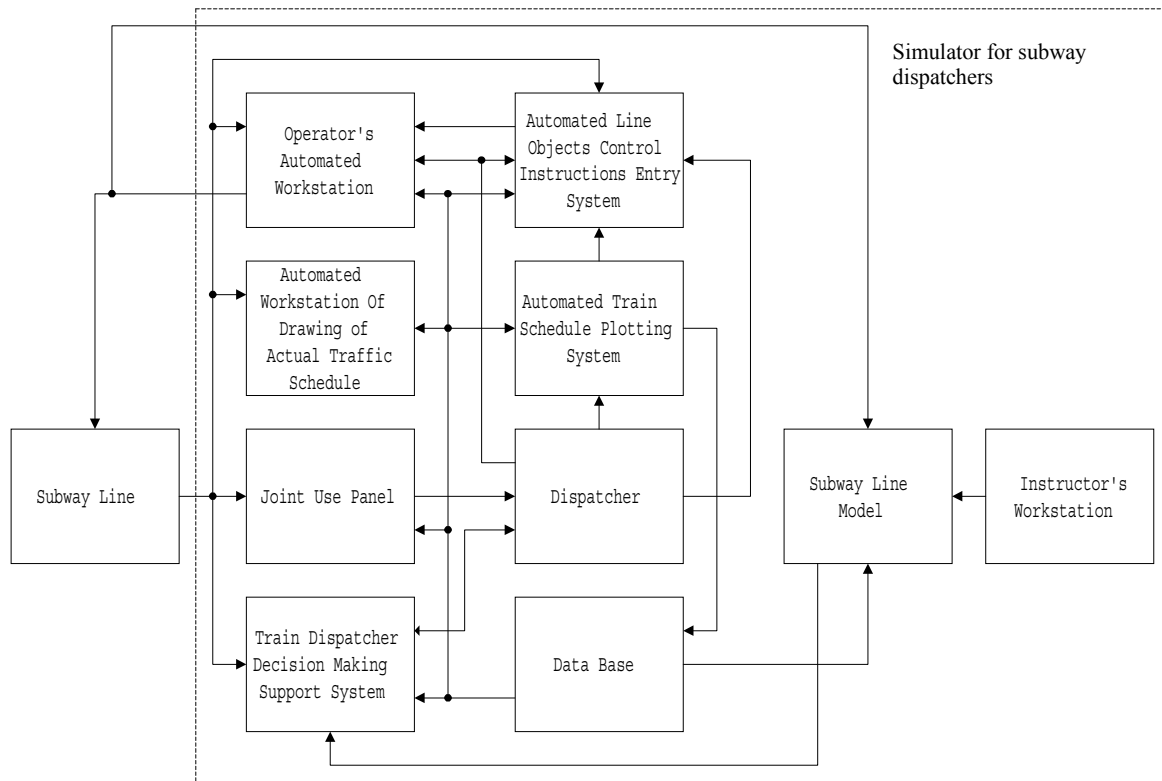 Simulator for subway
dispatchers
Operator's
Automated
Workstation
Automated Line
Objects Control
Instructions Entry
System
Automated
Workstation Of
Drawing of
Actual Traffic
Schedule
Automated Train
Schedule Plotting
System
Subway Line
Joint Use Panel
Dispatcher
Subway Line
Model
Instructor's
Workstation
Train Dispatcher
Decision Making
Support System
Data Base